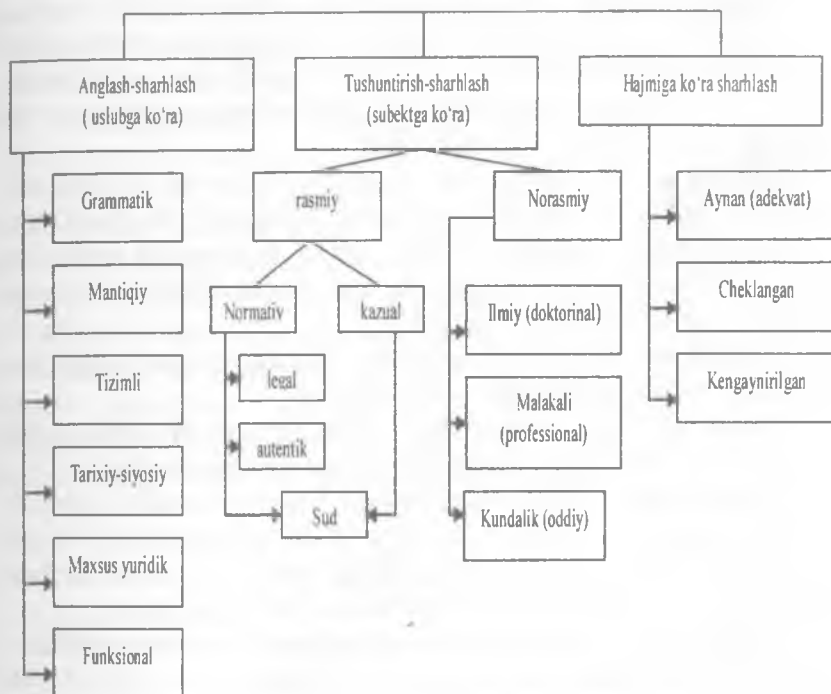 Anglash-sharhlash
( uslubga ko‘ra)
Grammatik
Mantiqiy
Tizimli
Tarixiy-siyosiy
Maxsus yuridik
Funksional
Tushuntirish-sharhlash
(subektga ko‘ra)
rasmiy
Normativ
kazual
legal
autentik
Sud
Norasmiy
Ilmiy (doktorinal)
Malakali
(professional)
Kundalik (oddiy)
Hajmiga ko‘ra sharhlash
Aynan (adekvat)
Cheklangan
Kengaynirilgan